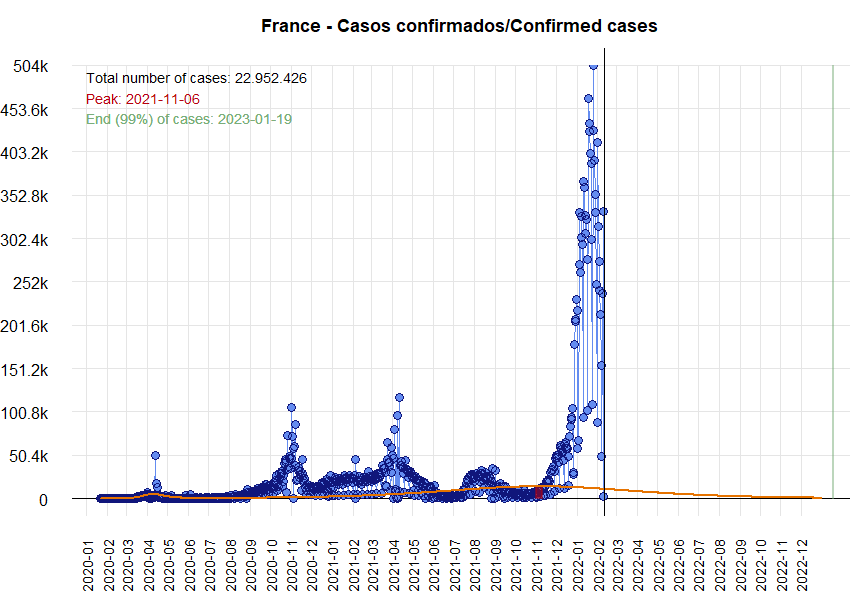 France - Casos confirmados/Confirmed cases
504k
Total number of cases: 22.952.426
Peak: 2021-11-06
End (99%) of cases: 2023-01-19
453.6k
403.2k
352.8k
302.4k
252k
201.6k
151.2k
100.8k
50.4k
0
2020-01
2020-02
2020-03
2020-04
2020-05
2020-06
2020-07
2020-08
2020-09
2020-10
2020-11
2020-12
2021-01
2021-02
2021-03
2021-04
2021-05
2021-06
2021-07
2021-08
2021-09
2021-10
2021-11
2021-12
2022-01
2022-02
2022-03
2022-04
2022-05
2022-06
2022-07
2022-08
2022-09
2022-10
2022-11
2022-12